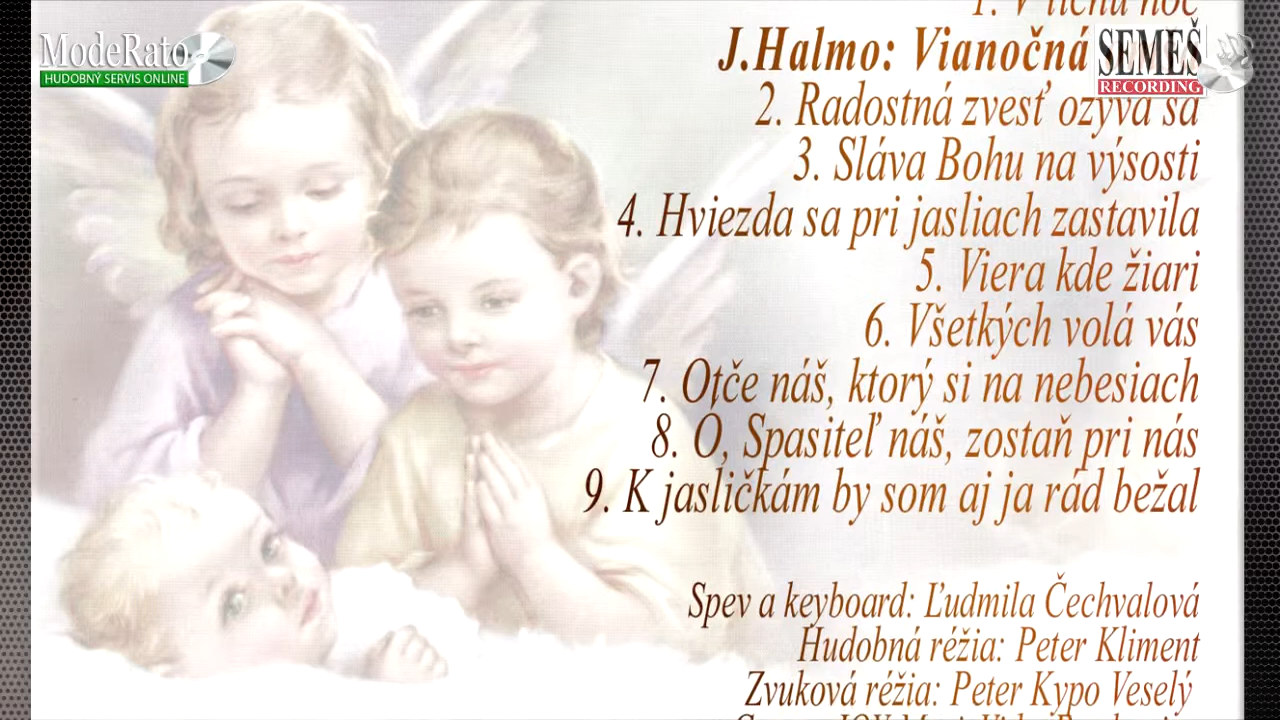 ModeRato
HUDOBNÝ SERVIS ONLINE
SEMEŠ
RECORDING
1. V tichú noc
J.Halmo: Vianočná
2. Radostná zvesť ozýva sa
3. Sláva Bohu na výsosti
4. Hviezda sa pri jasliach zastavila
5. Viera kde žiari
6. Všetkých volá vás
7. Otče náš, ktorý si na nebesiach
8. Ó, Spasiteľ náš, zostaň pri nás
9. K jasličkám by som aj ja rád bežal
Spev a keyboard: Ľudmila Čechvalová
Hudobná réžia: Peter Kliment
Zvuková réžia: Peter Kypo Veselý